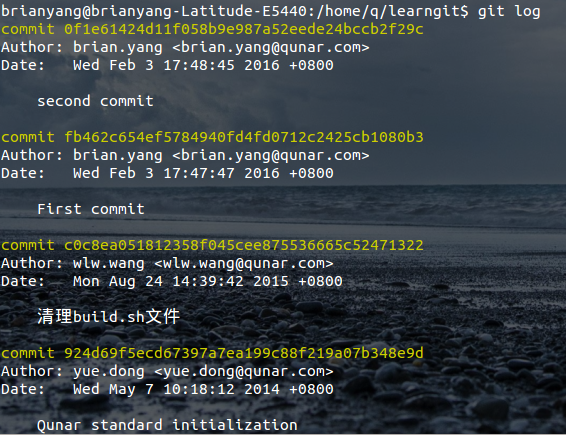 brianyang@brianyang-Latitude-E5440:/home/q/learngit$ git log
commit 0f1e61424d11f058b9e987a52eede24bccb2f29c
Author: brian.yang <brian.yang@qunar.com>
Date:   Wed Feb 3 17:48:45 2016 +0800
second commit
commit fb462c654ef5784940fd4fd0712c2425cb1080b3
Author: brian.yang <brian.yang@qunar.com>
Date:   Wed Feb 3 17:47:47 2016 +0800
First commit
commit c0c8ea051812358f045cee875536665c52471322
Author: wlw.wang <wlw.wang@qunar.com>
Date:   Mon Aug 24 14:39:42 2015 +0800
清理build.sh文件
commit 924d69f5ecd67397a7ea199c88f219a07b348e9d
Author: yue.dong <yue.dong@qunar.com>
Date:   Wed May 7 10:18:12 2014 +0800
Qunar standard initialization